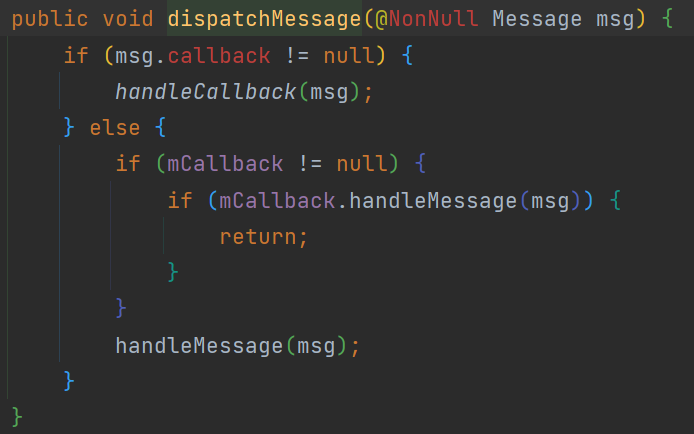 public void dispatchMessage(@NonNull Message msg) {
    if (msg.callback != null) {
        handleCallback(msg);
    } else {
        if (mCallback != null) {
            if (mCallback.handleMessage(msg)) {
                return;
            }
        }
        handleMessage(msg);
    }
}